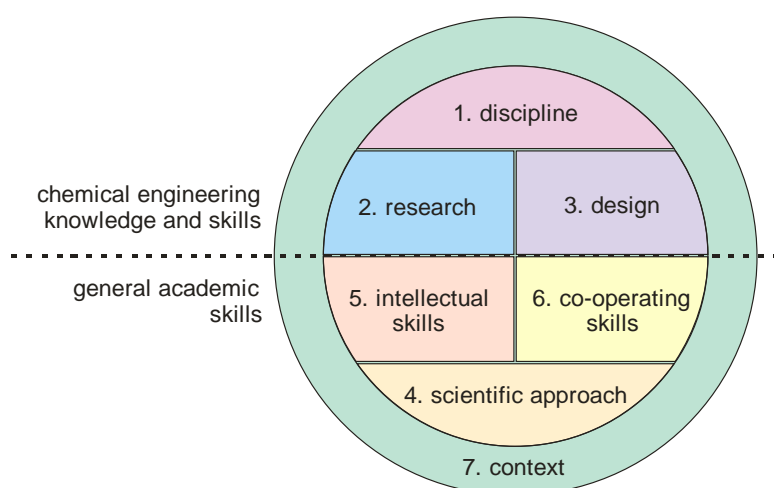 1. discipline
chemical engineering
knowledge and skills
2. research
3. design
general academic
skills
5. intellectual
skills
6. co-operating
skills
4. scientific approach
7. context